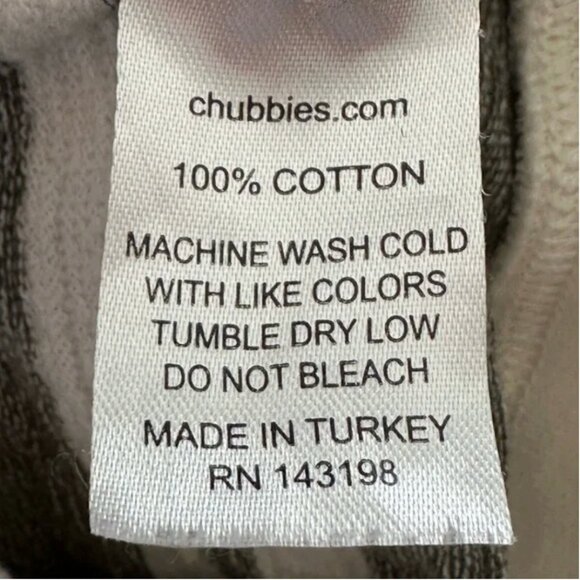 chubbies.com
100% COTTON
MACHINE WASH COLD
WITH LIKE COLORS
TUMBLE DRY LOW
DO NOT BLEACH
MADE IN TURKEY
RN 143198